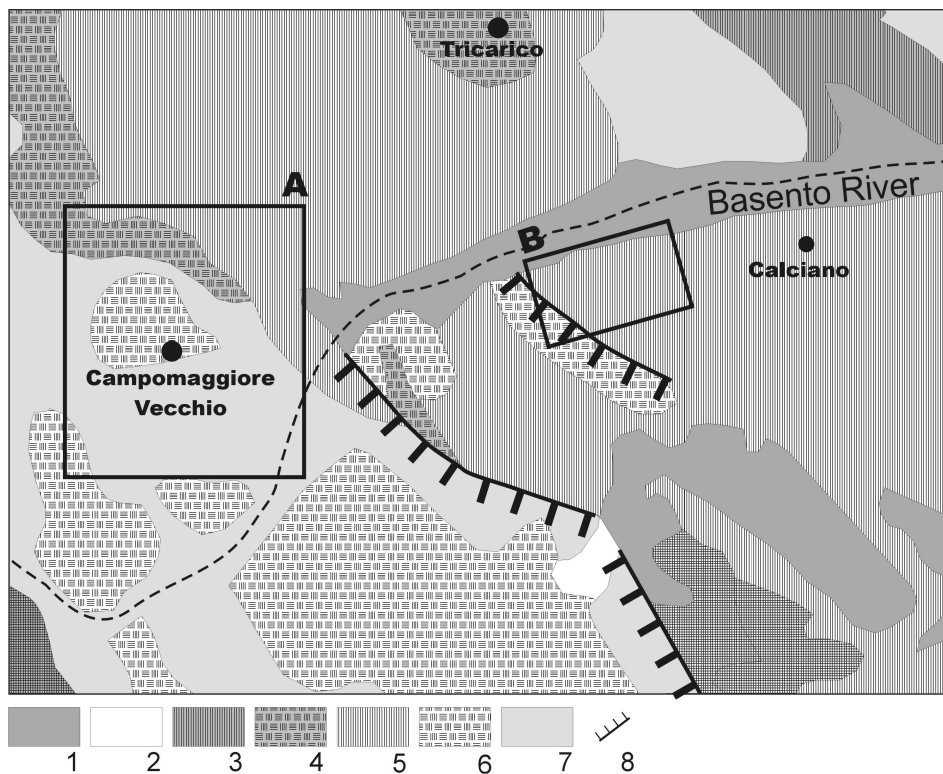 Tricarico
A
Basento River
B
Calciano
Campomaggiore
Vecchio
1 2 3 4 5 6 7 8